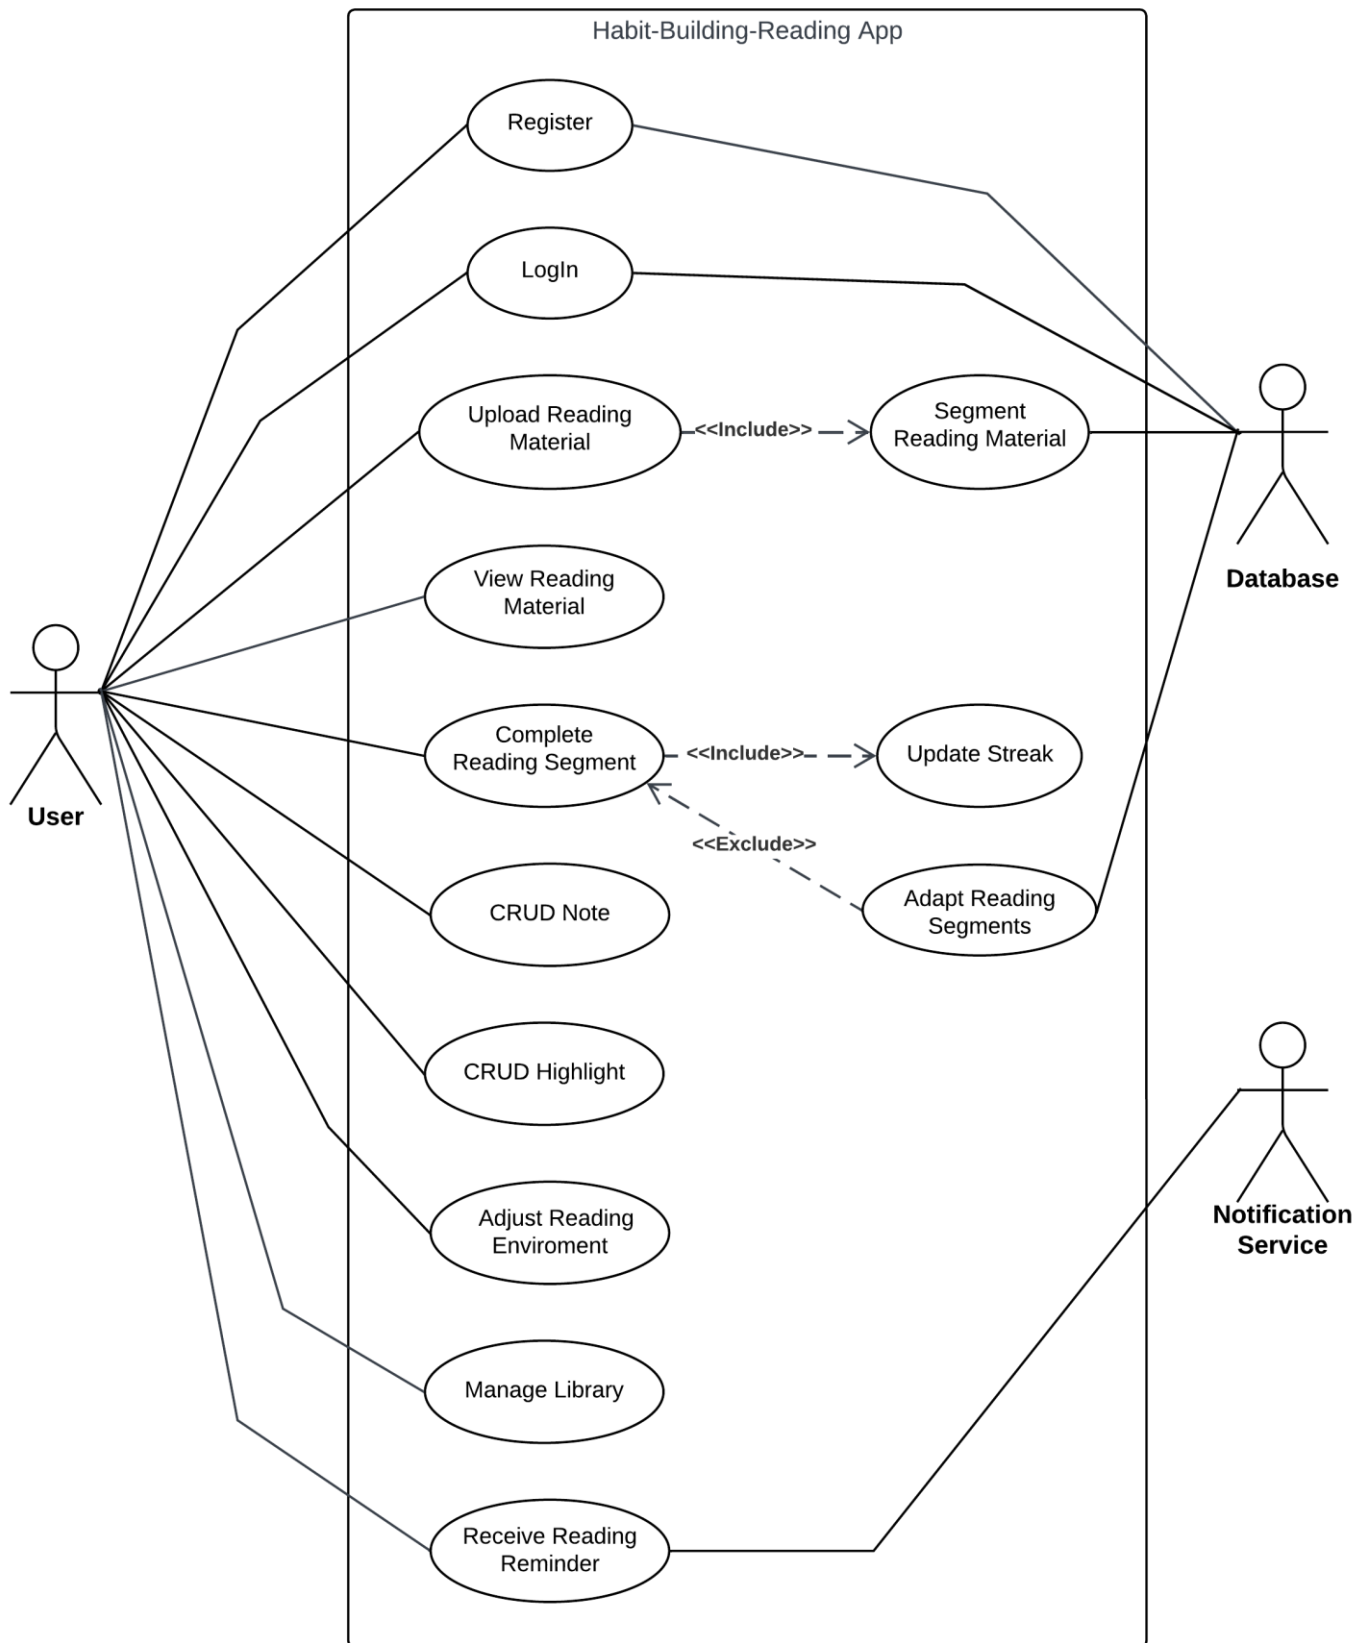 Habit-Building-Reading App
Register
LogIn
Upload Reading
Material
<<Include>>
Segment
Reading Material
Database
View Reading
Material
User
Complete
Reading Segment
<<Include>>
Update Streak
<<Exclude>>
Adapt Reading
Segments
CRUD Note
CRUD Highlight
Notification
Service
Adjust Reading
Enviroment
Manage Library
Receive Reading
Reminder